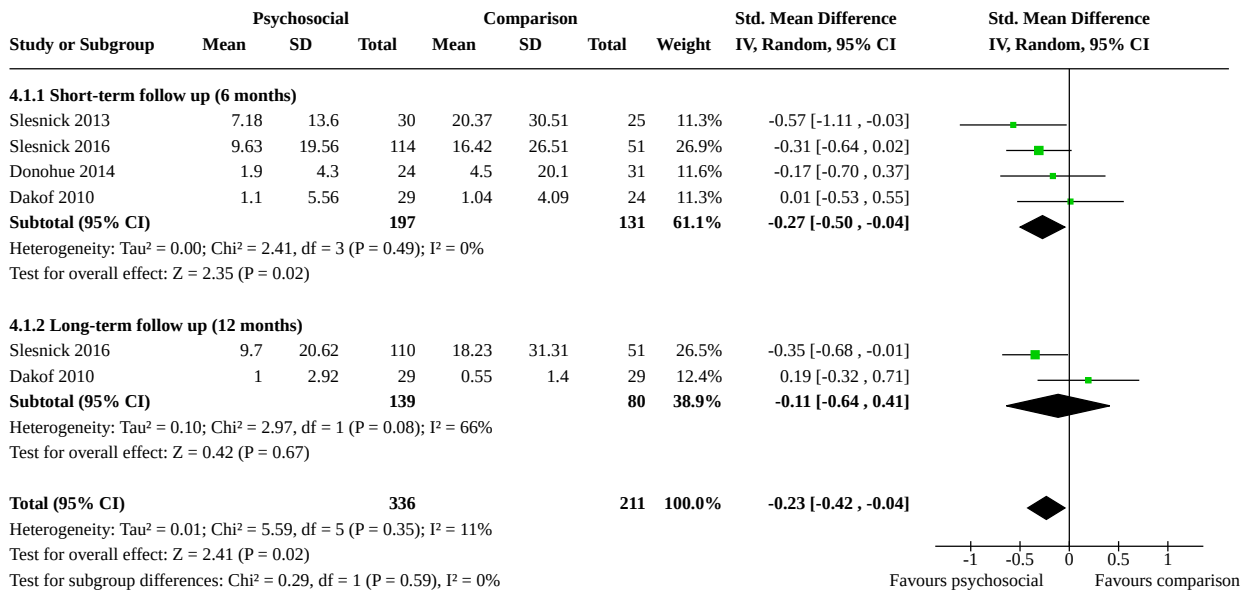 Psychosocial Comparison Std. Mean Difference Std. Mean Difference
Study or Subgroup Mean SD Total Mean SD Total Weight IV, Random, 95% CI IV, Random, 95% CI
4.1.1 Short-term follow up (6 months)
Slesnick 2013 7.18 13.6 30 20.37 30.51 25 11.3% -0.57 [-1.11 , -0.03]
Slesnick 2016 9.63 19.56 114 16.42 26.51 51 26.9% -0.31 [-0.64 , 0.02]
Donohue 2014 1.9 4.3 24 4.5 20.1 31 11.6% -0.17 [-0.70 , 0.37]
Dakof 2010 1.1 5.56 29 1.04 4.09 24 11.3% 0.01 [-0.53 , 0.55]
Subtotal (95% CI) 197 131 61.1% -0.27 [-0.50 , -0.04]
Heterogeneity: Tau² = 0.00; Chi² = 2.41, df = 3 (P = 0.49); I² = 0%
Test for overall effect: Z = 2.35 (P = 0.02)
4.1.2 Long-term follow up (12 months)
Slesnick 2016 9.7 20.62 110 18.23 31.31 51 26.5% -0.35 [-0.68 , -0.01]
Dakof 2010 1 2.92 29 0.55 1.4 29 12.4% 0.19 [-0.32 , 0.71]
Subtotal (95% CI) 139 80 38.9% -0.11 [-0.64 , 0.41]
Heterogeneity: Tau² = 0.10; Chi² = 2.97, df = 1 (P = 0.08); I² = 66%
Test for overall effect: Z = 0.42 (P = 0.67)
Total (95% CI) 336 211 100.0% -0.23 [-0.42 , -0.04]
Heterogeneity: Tau² = 0.01; Chi² = 5.59, df = 5 (P = 0.35); I² = 11%
Test for overall effect: Z = 2.41 (P = 0.02)
-1 -0.5 0 0.5 1
Test for subgroup differences: Chi² = 0.29, df = 1 (P = 0.59), I² = 0%
Favours psychosocial Favours comparison